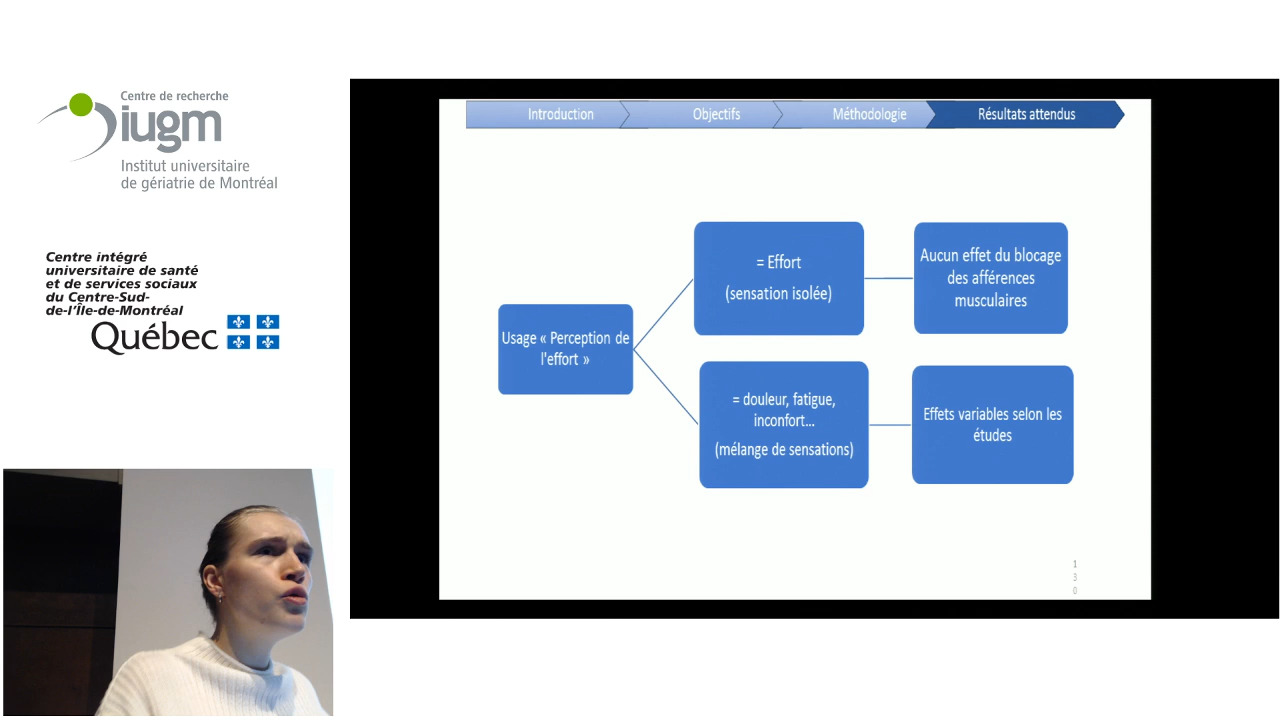 Centre de recherche
iugm
Institut universitaire
de gériatrie de Montréal
Centre intégré
universitaire de santé
et de services sociaux
du Centre-Sud-
de-l'Île-de-Montréal
Québec
Introduction
Objectifs
Méthodologie
Résultats attendus
Usage « Perception de
l'effort »
= Effort
(sensation isolée)
Aucun effet du blocage
des afférences
musculaires
= douleur, fatigue,
inconfort...
(mélange de sensations)
Effets variables selon les
études
1
3
0